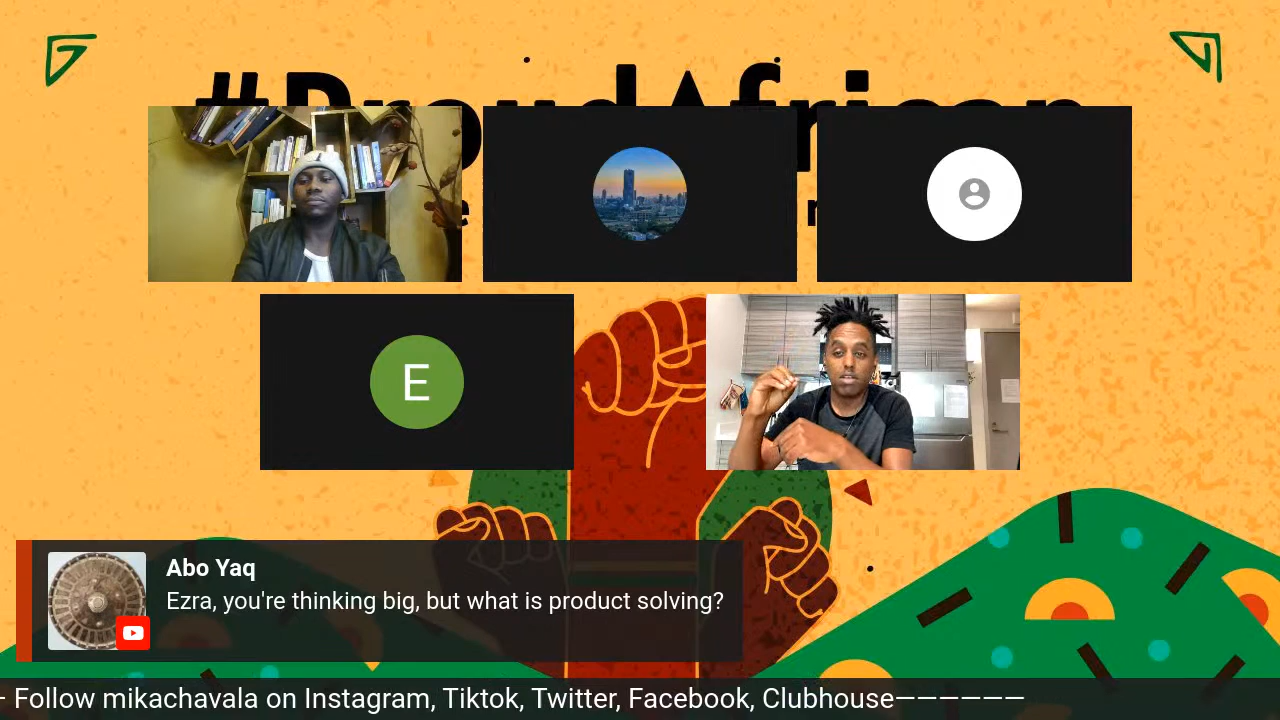 #ProudAfrican
E
Abo Yaq
Ezra, you're thinking big, but what is product solving?
Follow mikachavala on Instagram, Tiktok, Twitter, Facebook, Clubhouse——————